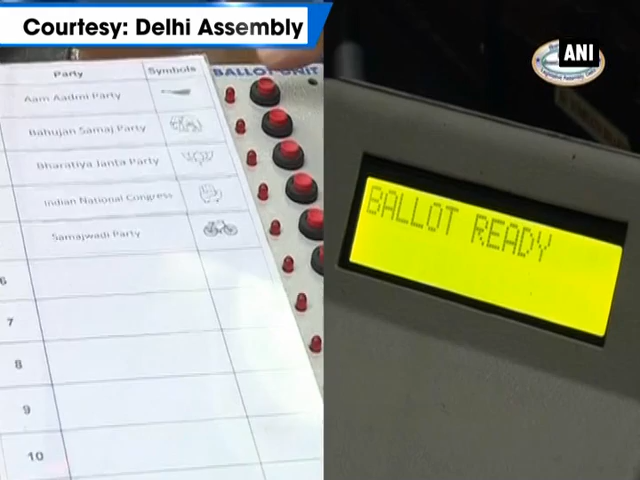 Courtesy: Delhi Assembly
ANI
Party Symbols
BALLOT UNIT
Aam Aadmi Party
Bahujan Samaj Party
Bharatiya Janta Party
Indian National Congress
Samajwadi Party
6
7
8
9
10
BALLOT READY